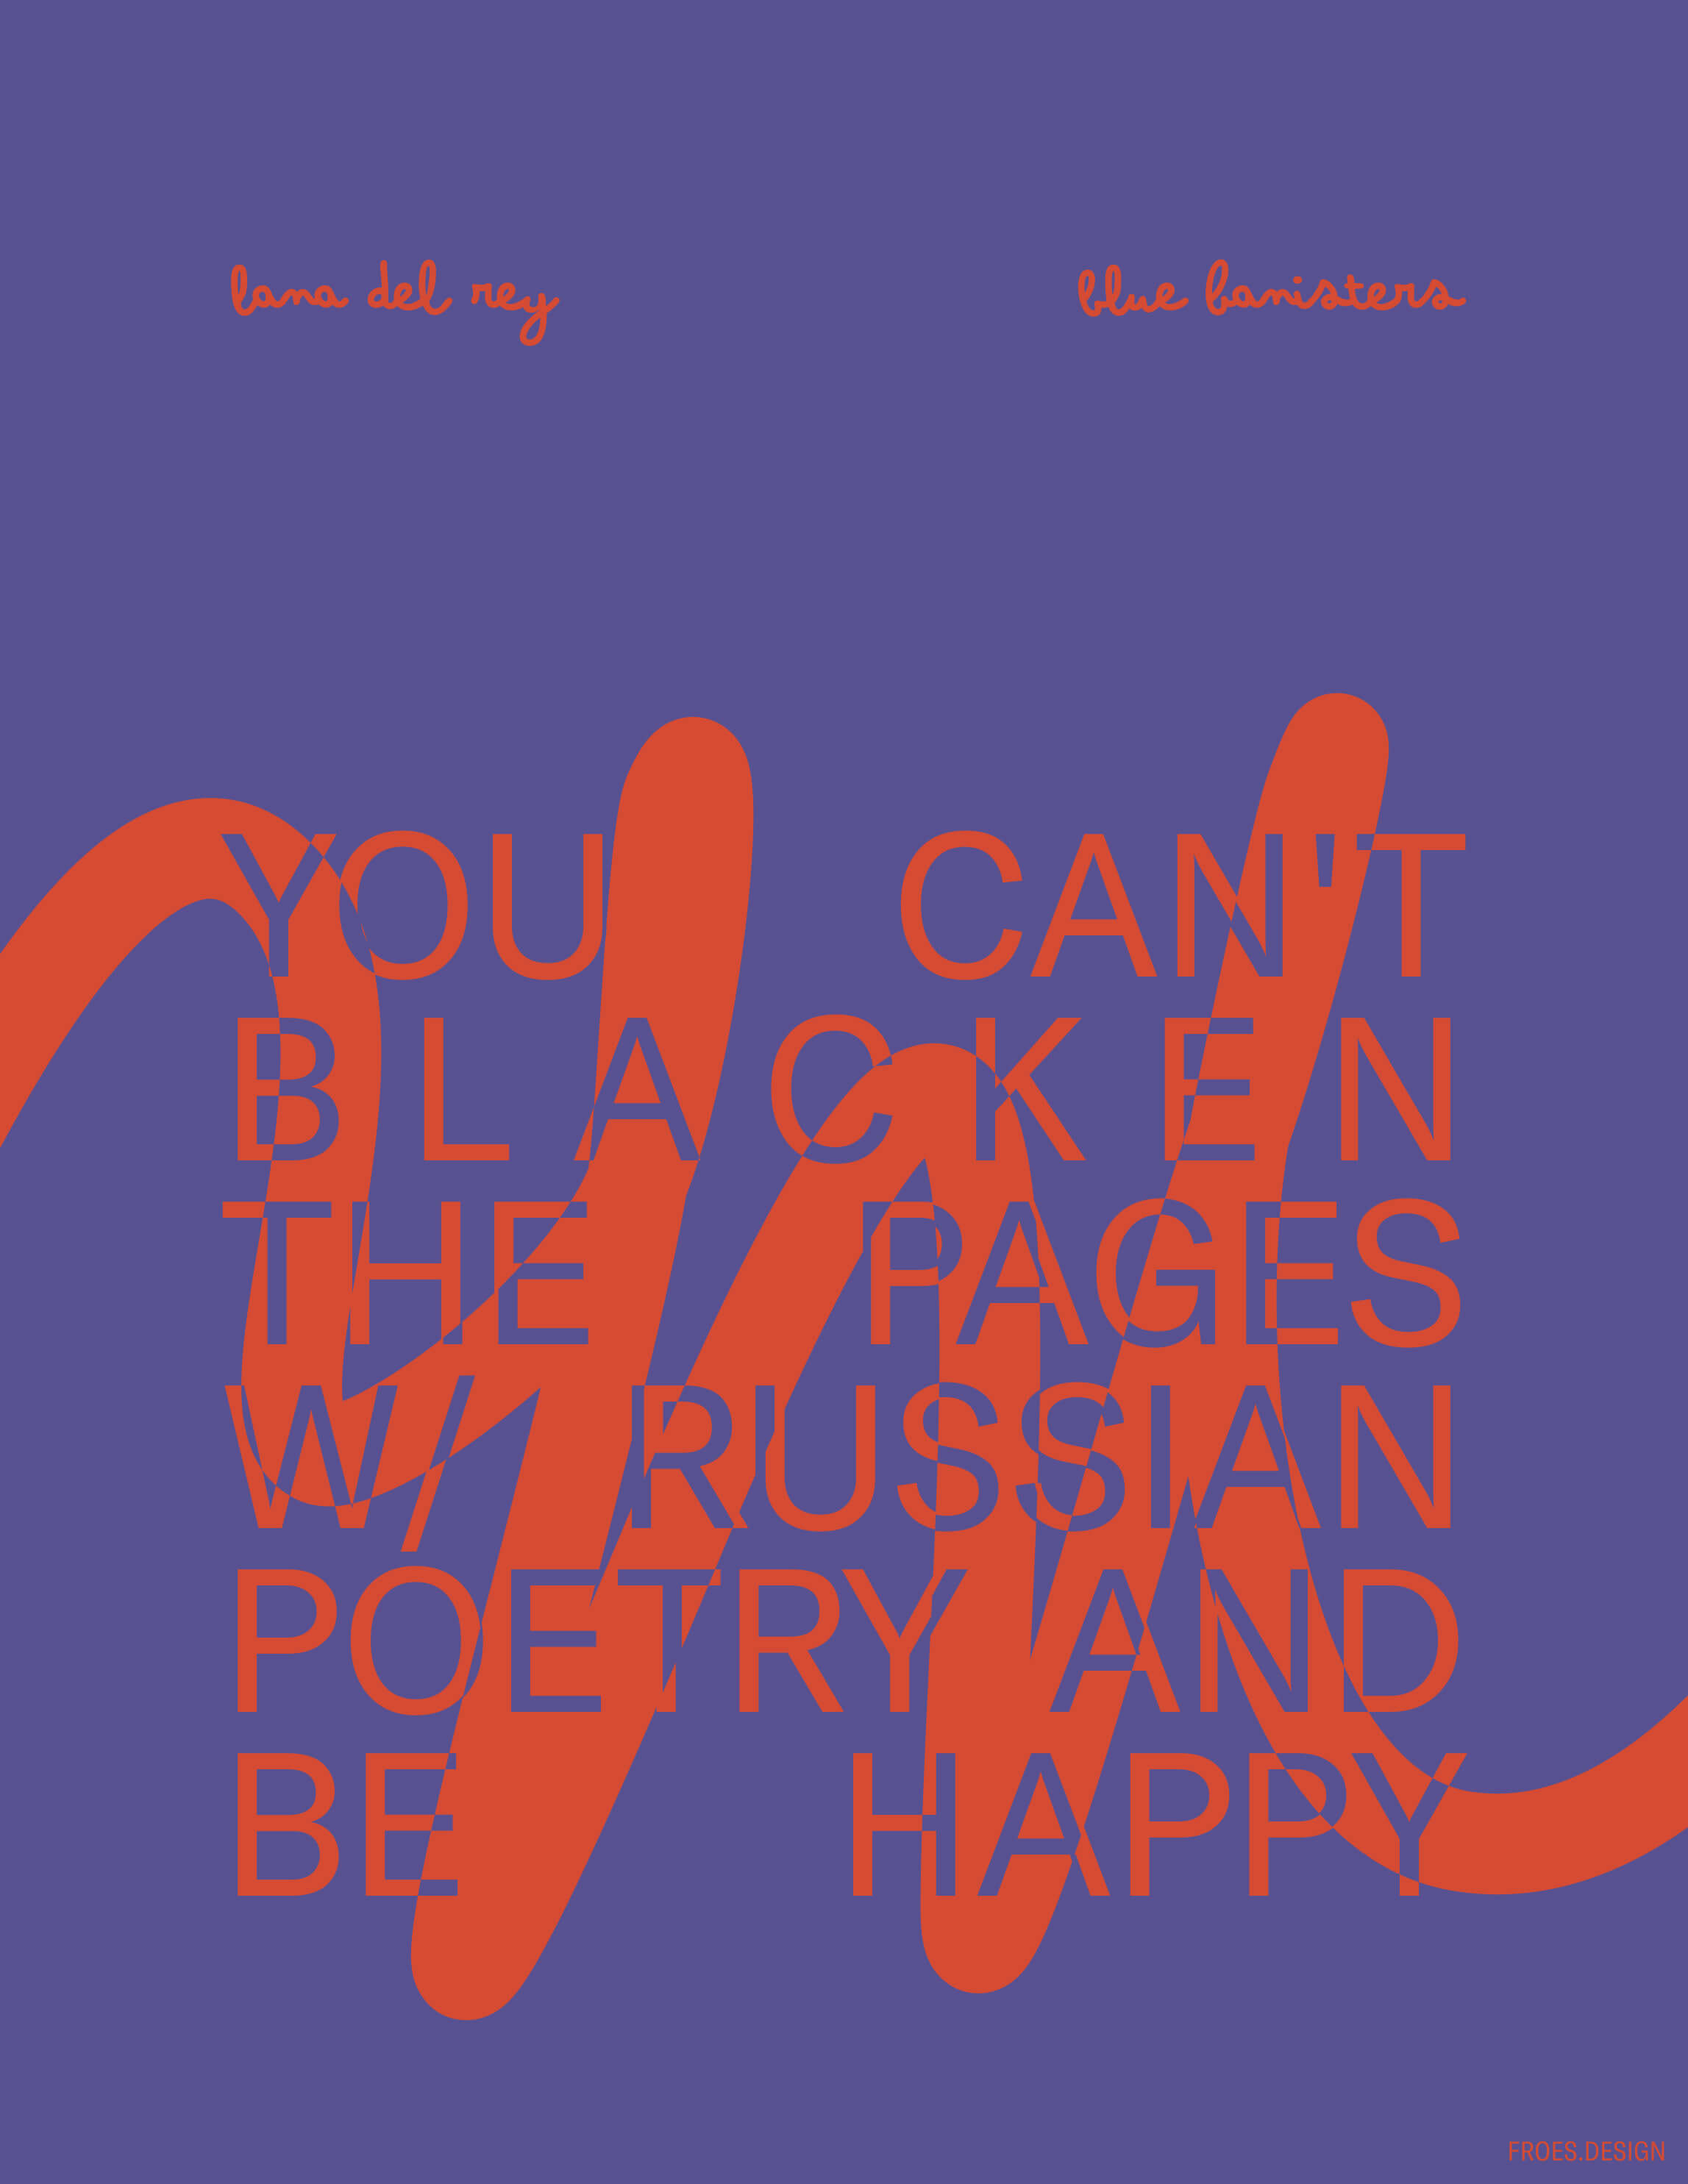 lana del rey
blue banisters
YOU CAN'T
BLACKEN
THE PAGES
W/ RUSSIAN
POETRY AND
BE HAPPY
FROES.DESIGN